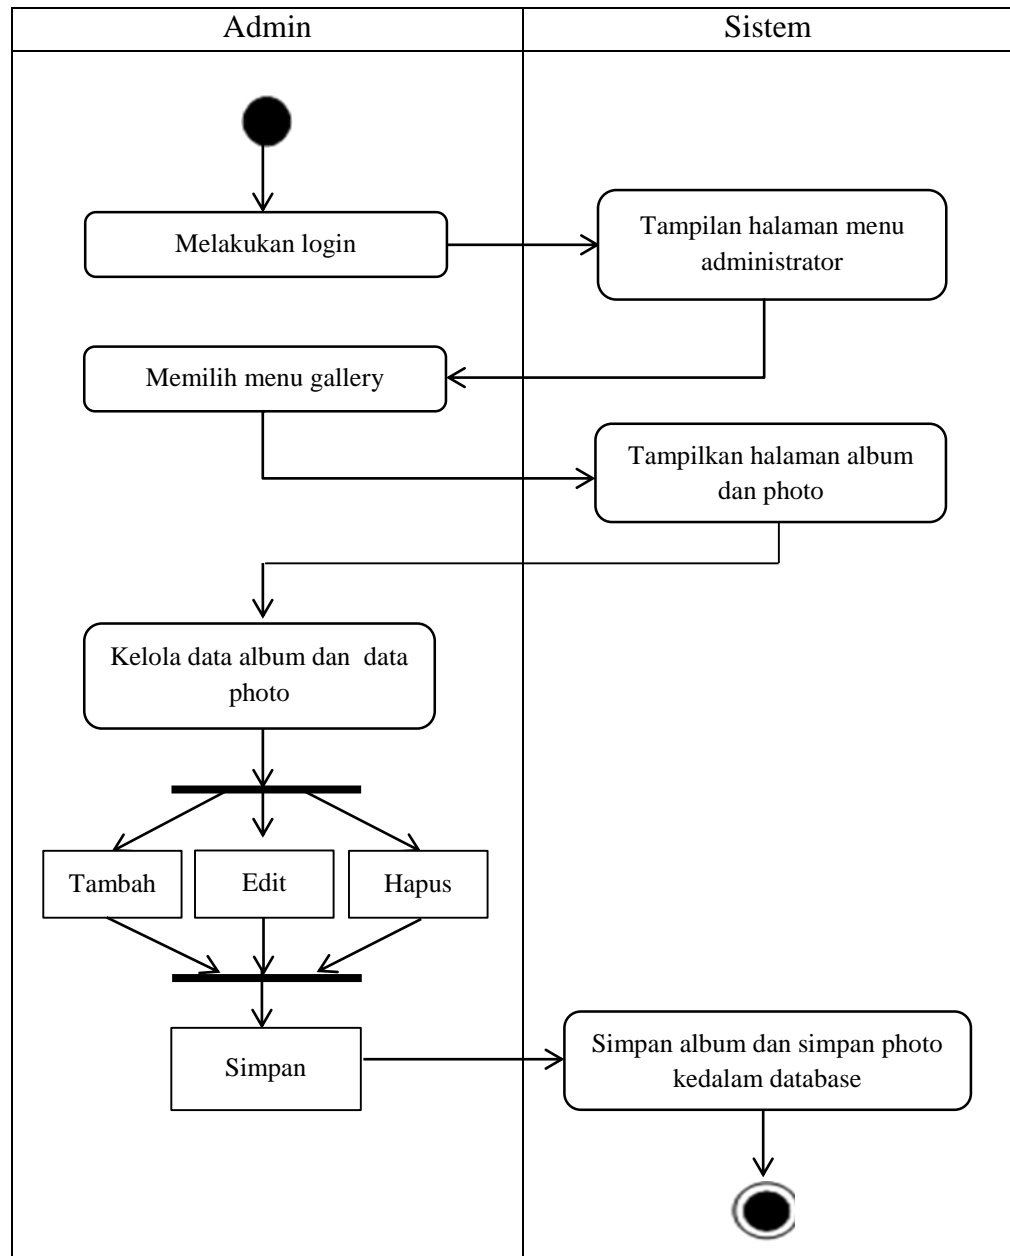 Admin
Sistem
Melakukan login
Tampilan halaman menu
administrator
Memilih menu gallery
Tampilkan halaman album
dan photo
Kelola data album dan  data
photo
Tambah
Edit
Hapus
Simpan
Simpan album dan simpan photo
kedalam database